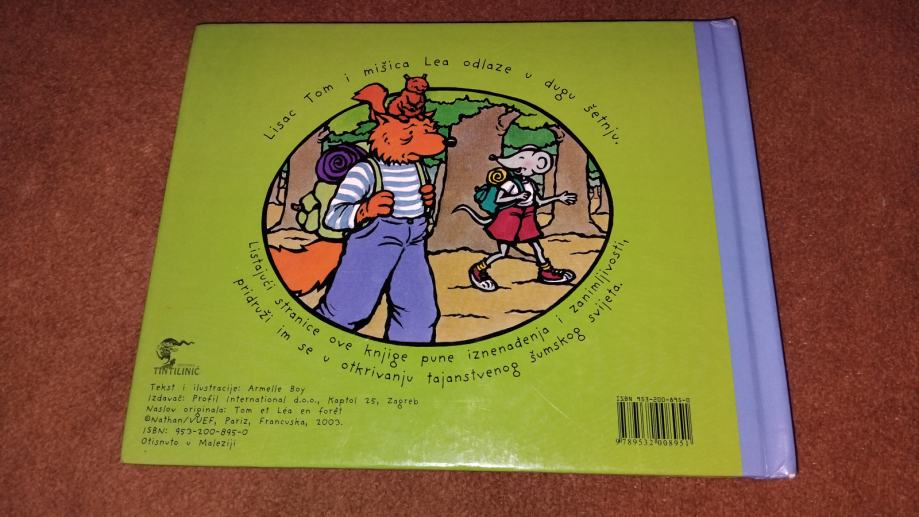 Lisac Tom i mišica Lea odlaze u dugu šetnju.
Listajući stranice ove knjige pune iznenađenja i zanimljivosti,
pridruži im se u otkrivanju tajanstvenog šumskog svijeta.
TINTILINIĆ
Tekst i ilustracije: Armelle Boy
Izdavač: Profil International d.o.o., Kaptol 25, Zagreb
Naslov originala: Tom et Léa en forêt
©Nathan/VUEF, Pariz, Francuska, 2003.
ISBN: 953-200-895-0
Otisnuto u Maleziji
ISBN 953-200-895-0
9789532008951